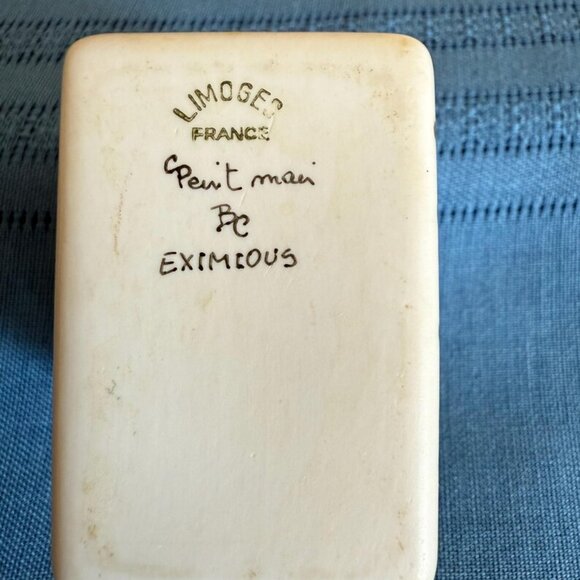 LIMOGES
FRANCE
Peint main
BC
EXIMIOUS